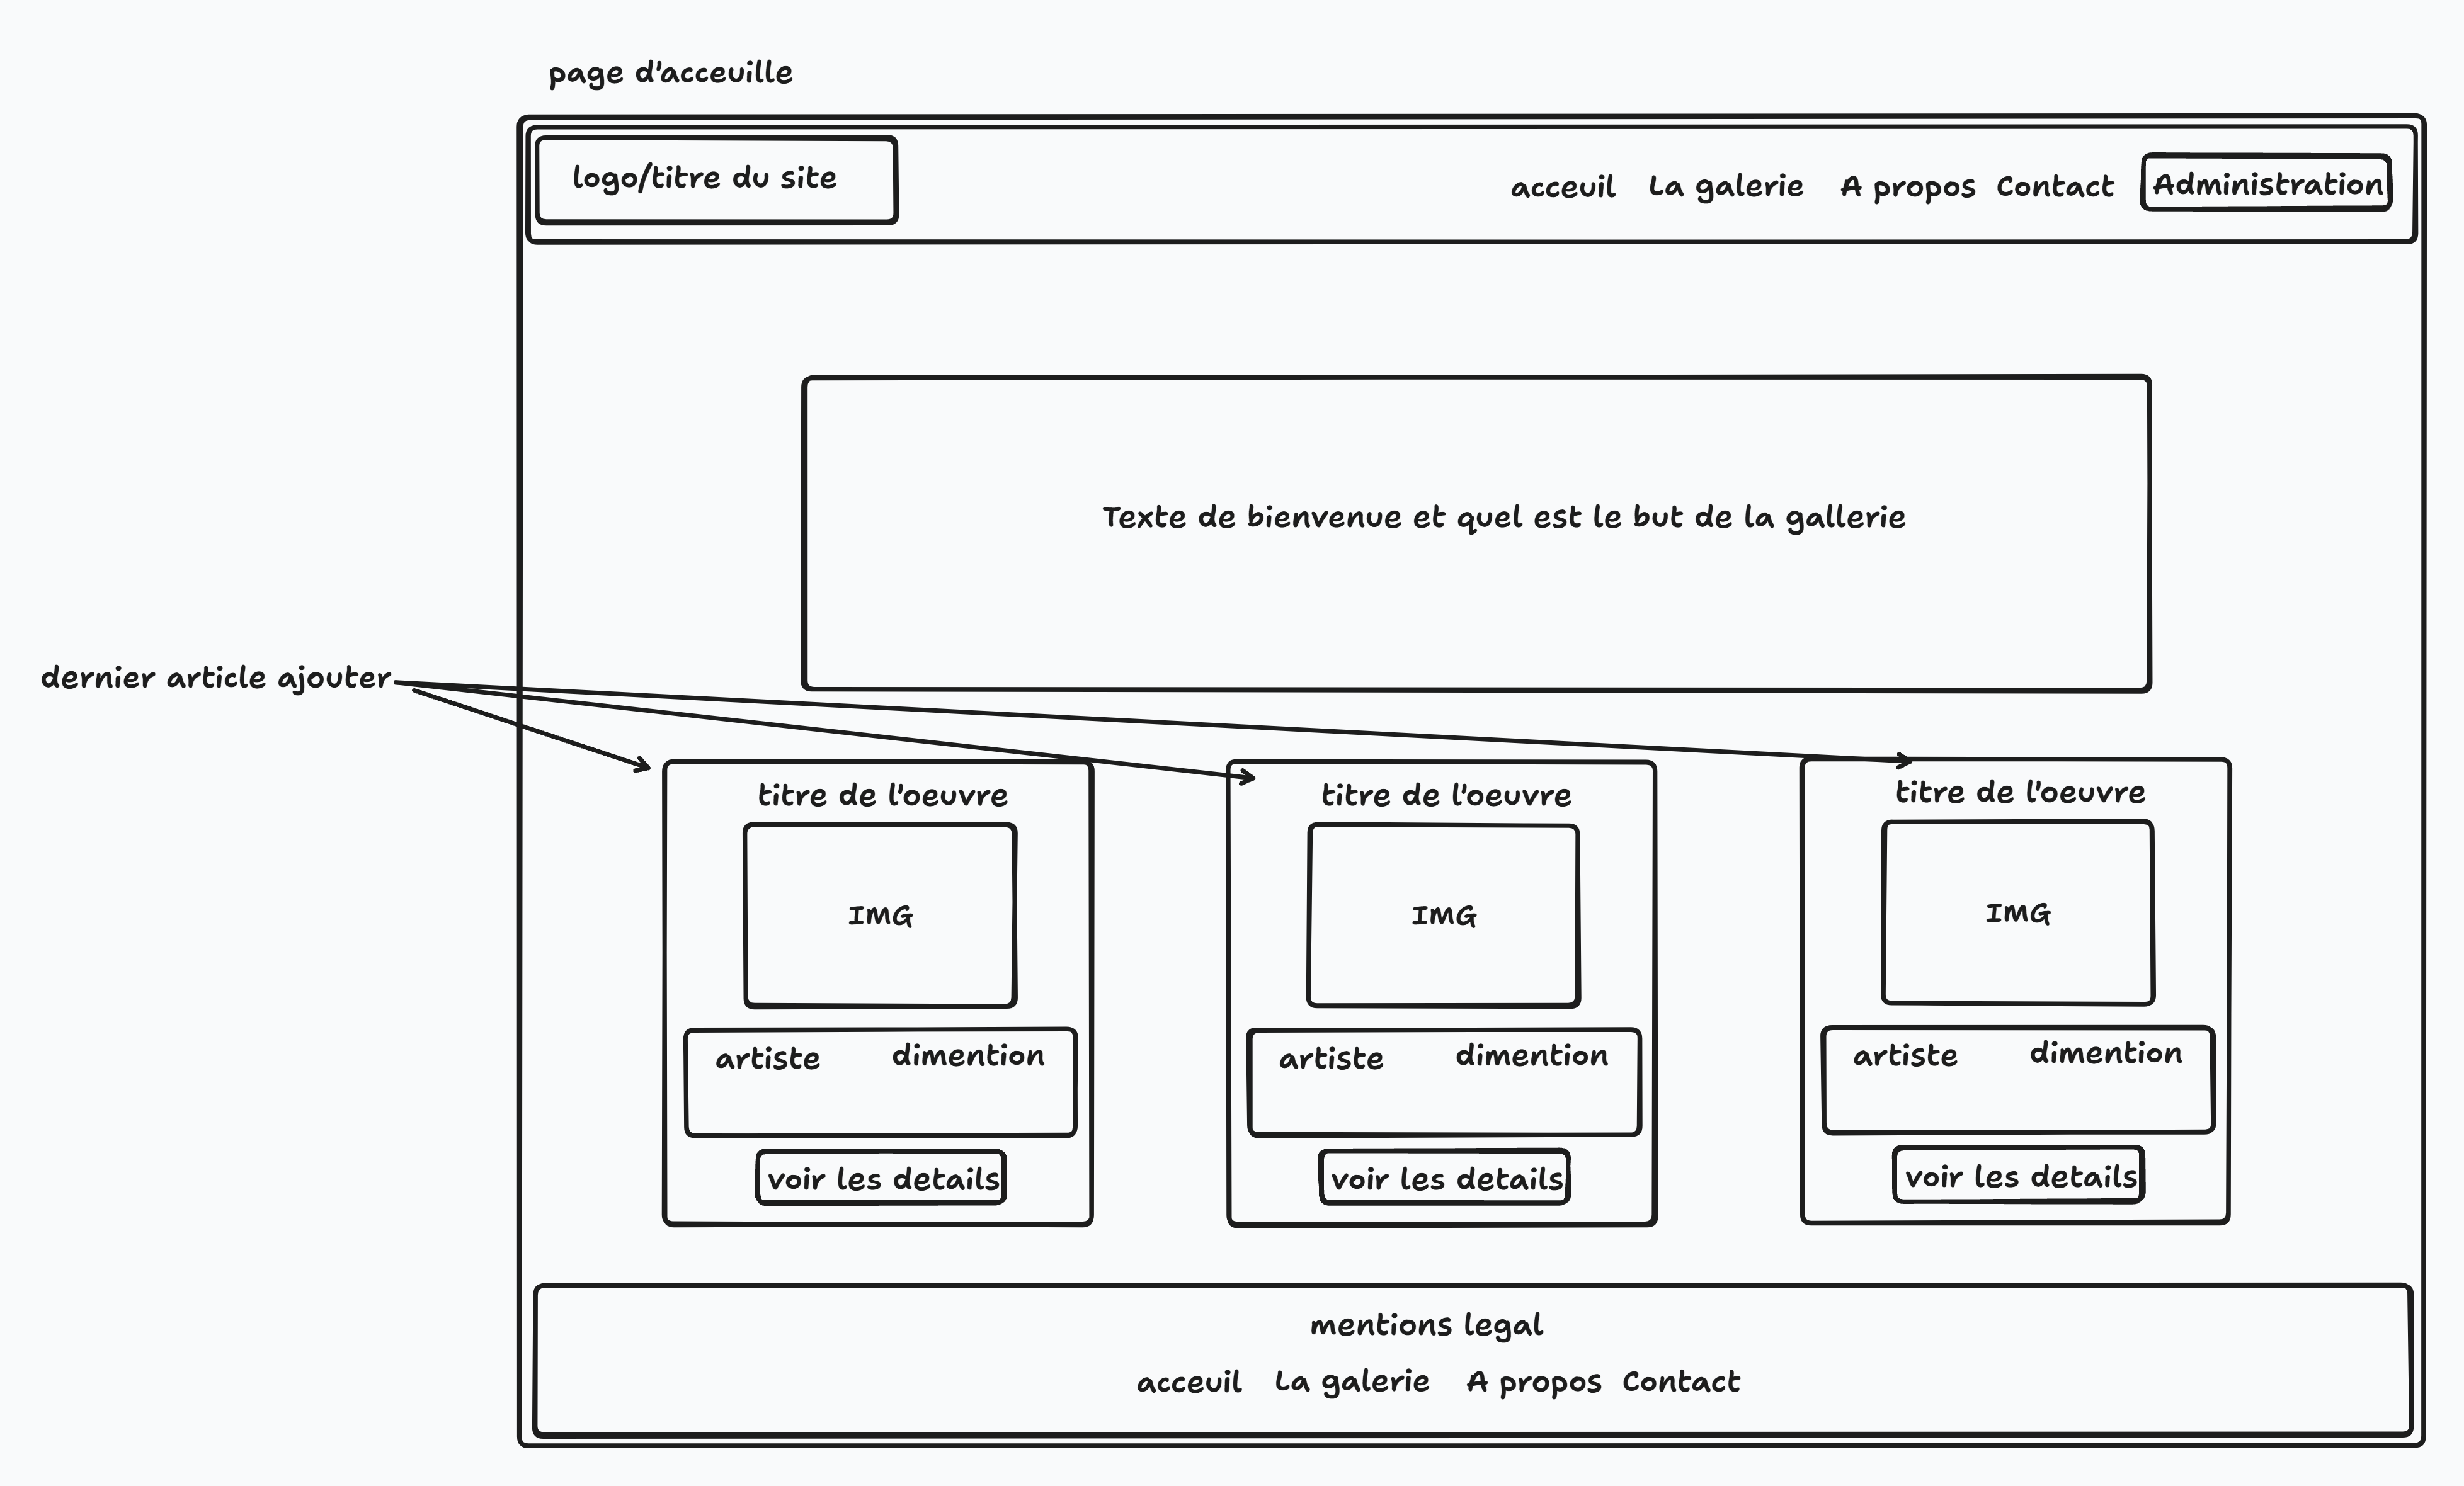 page d'acceuille
logo/titre du site
acceuil La galerie A propos Contact Administration
Texte de bienvenue et quel est le but de la gallerie
dernier article ajouter
titre de l'oeuvre
IMG
artiste dimention
voir les details
titre de l'oeuvre
IMG
artiste dimention
voir les details
titre de l'oeuvre
IMG
artiste dimention
voir les details
mentions legal
acceuil La galerie A propos Contact